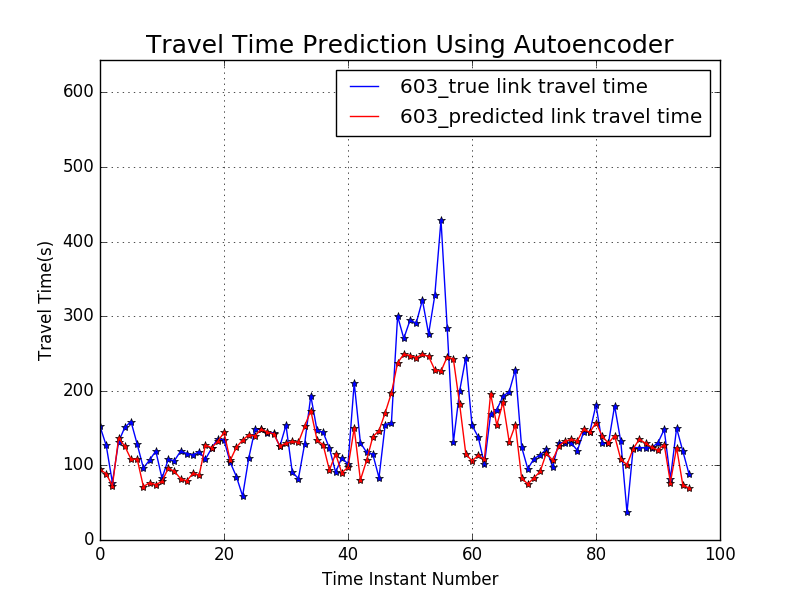 Travel Time Prediction Using Autoencoder
603_true link travel time
603_predicted link travel time
Travel Time(s)
600
500
400
300
200
100
0
0 20 40 60 80 100
Time Instant Number